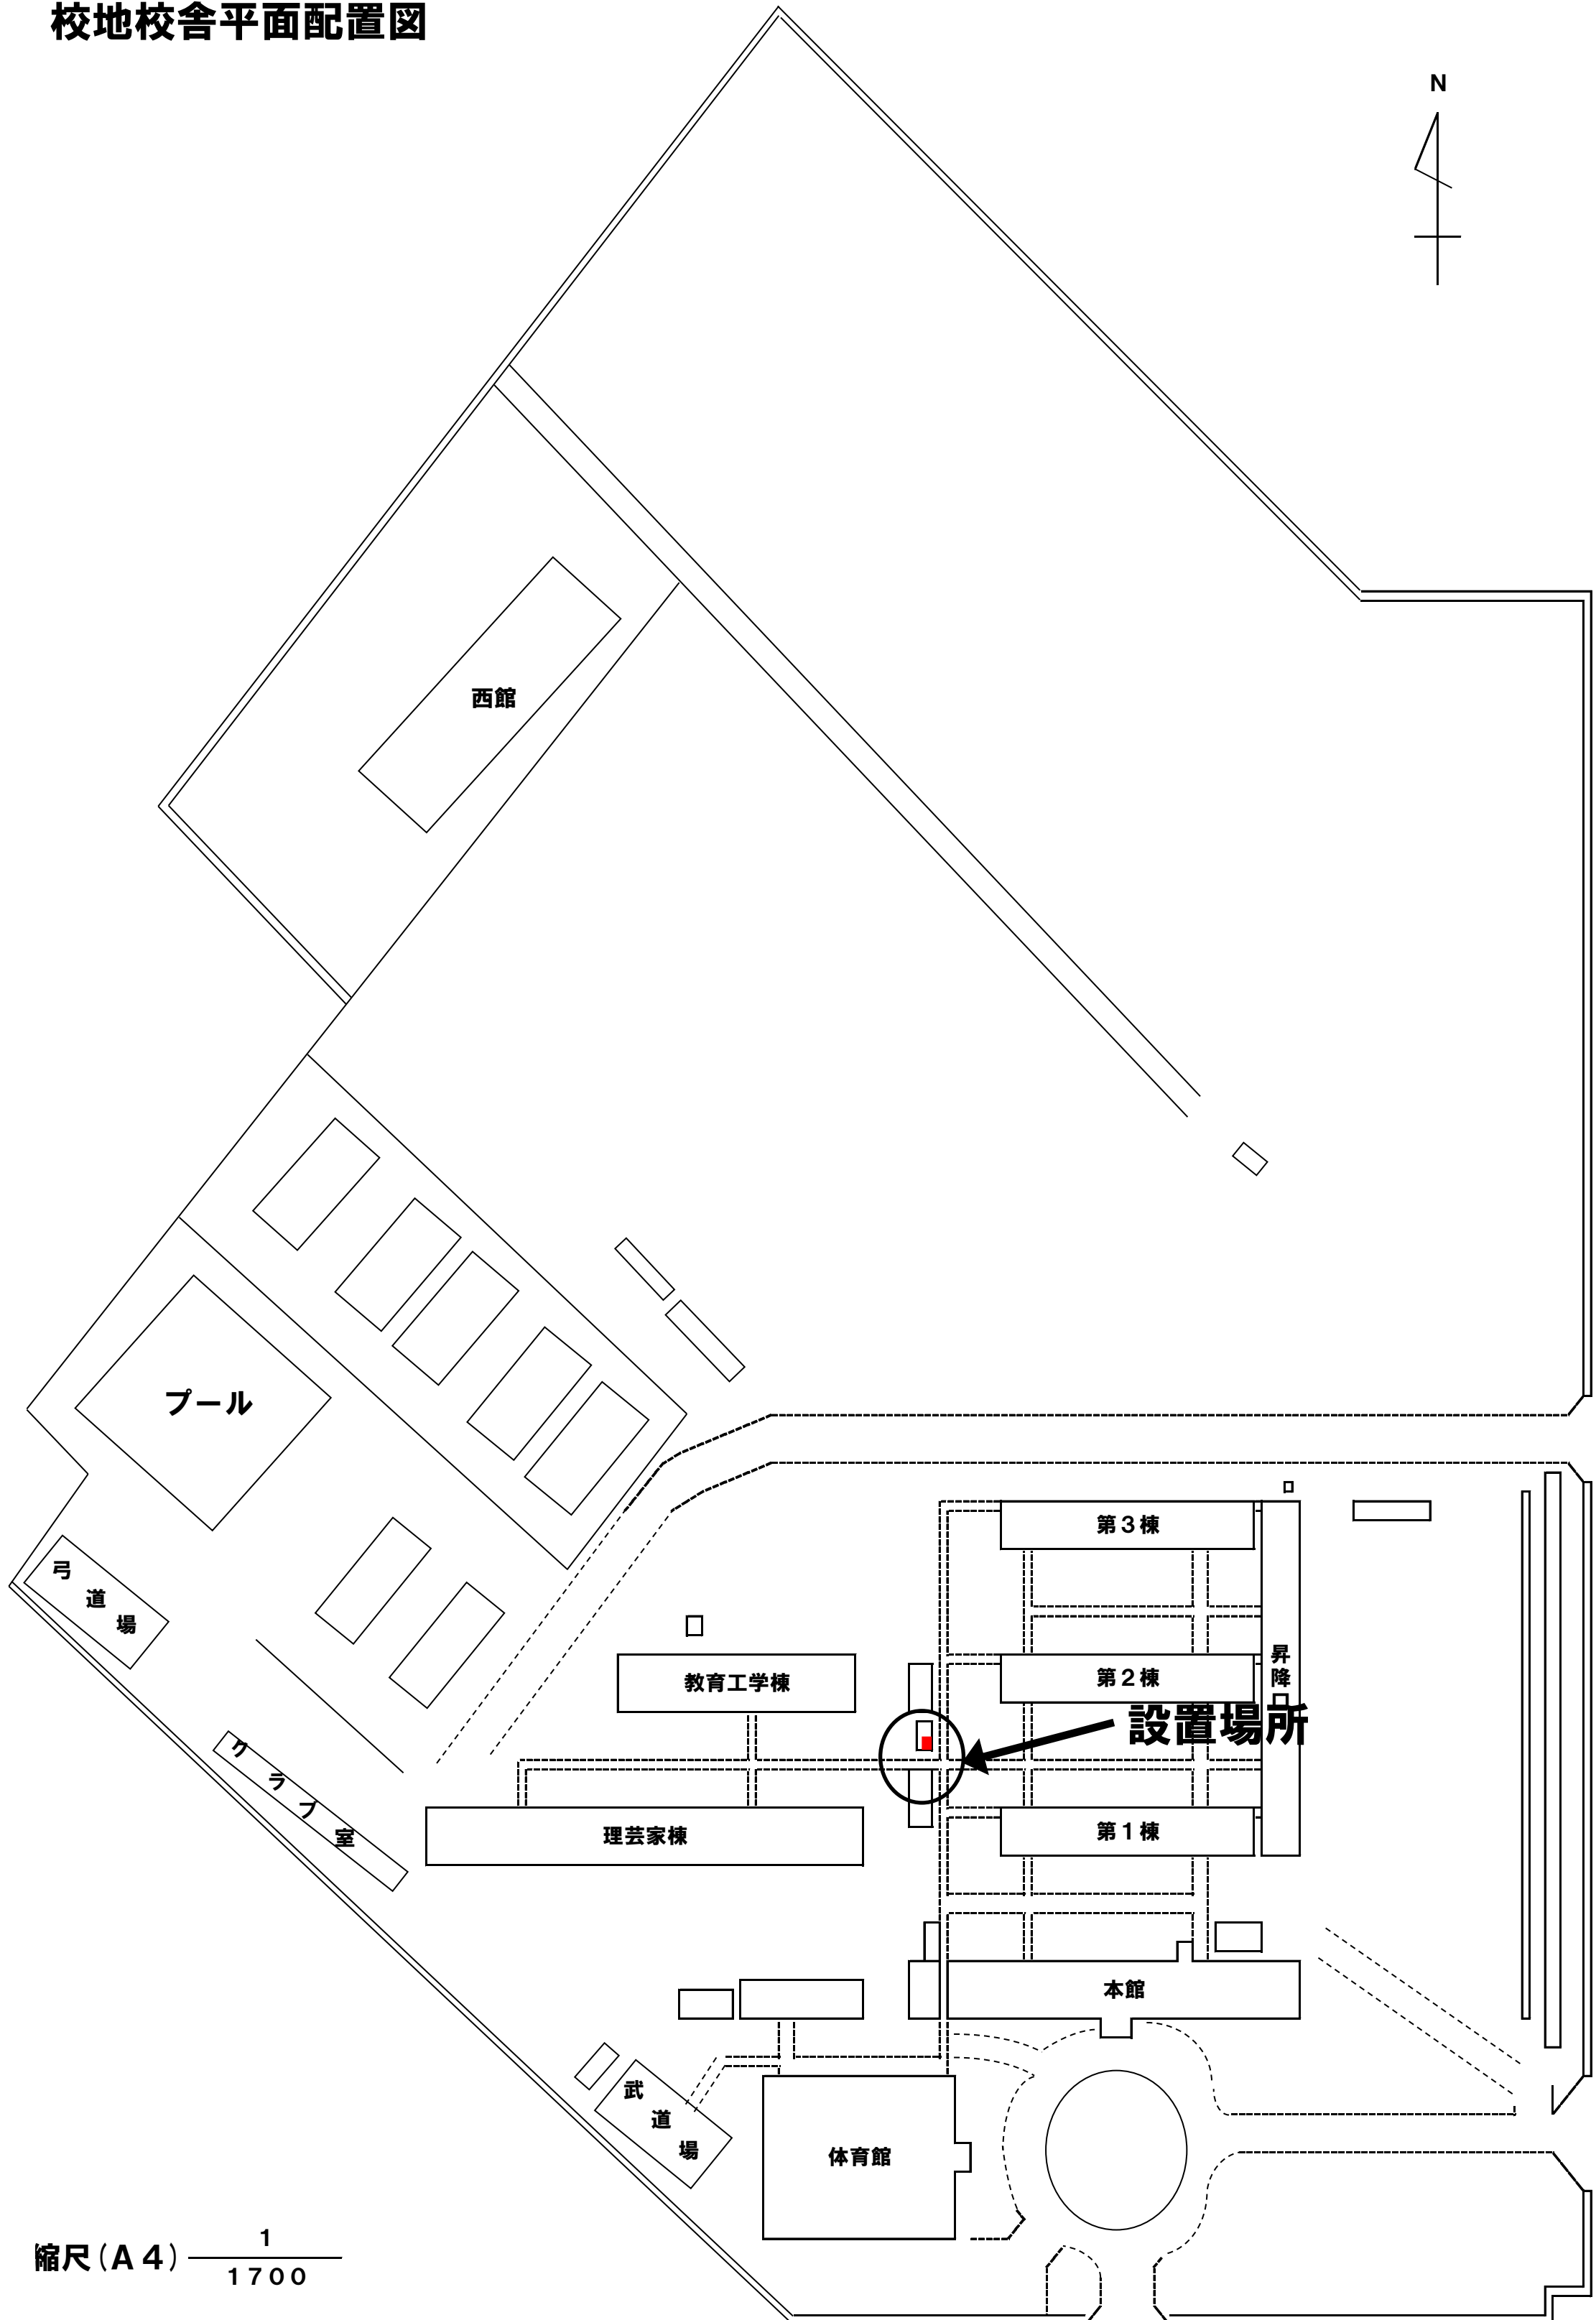 校地校舎平面配置図
N
西館
プール
弓道場
第3棟
教育工学棟
第2棟
昇降口
設置場所
クラブ室
理芸家棟
第1棟
本館
武道場
体育館
縮尺(A4) 1
1700